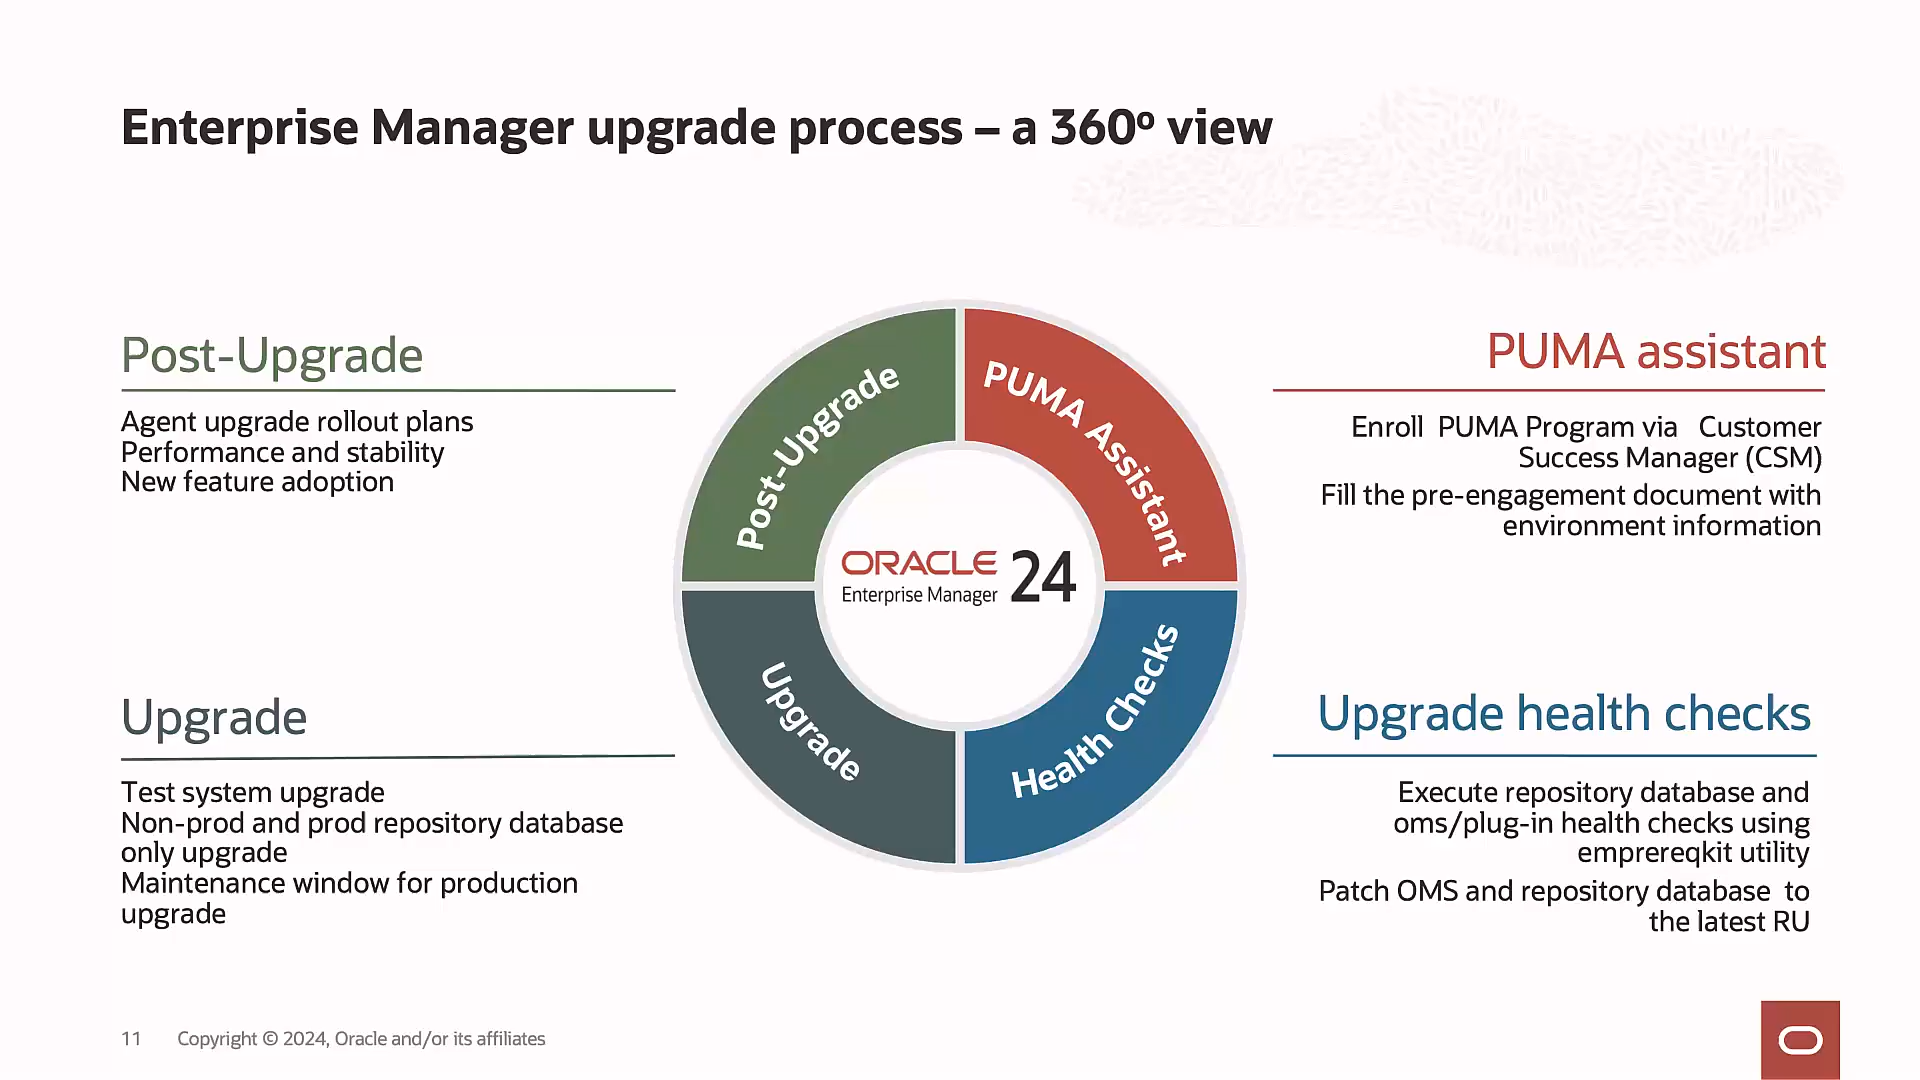 Enterprise Manager upgrade process – a 360º view
Post-Upgrade
Agent upgrade rollout plans
Performance and stability
New feature adoption
PUMA assistant
Enroll PUMA Program via Customer
Success Manager (CSM)
Fill the pre-engagement document with
environment information
Post-Upgrade
PUMA Assistant
ORACLE
Enterprise Manager 24
Upgrade
Health Checks
Upgrade
Test system upgrade
Non-prod and prod repository database
only upgrade
Maintenance window for production
upgrade
Upgrade health checks
Execute repository database and
oms/plug-in health checks using
emprereqkit utility
Patch OMS and repository database to
the latest RU
11 Copyright © 2024, Oracle and/or its affiliates